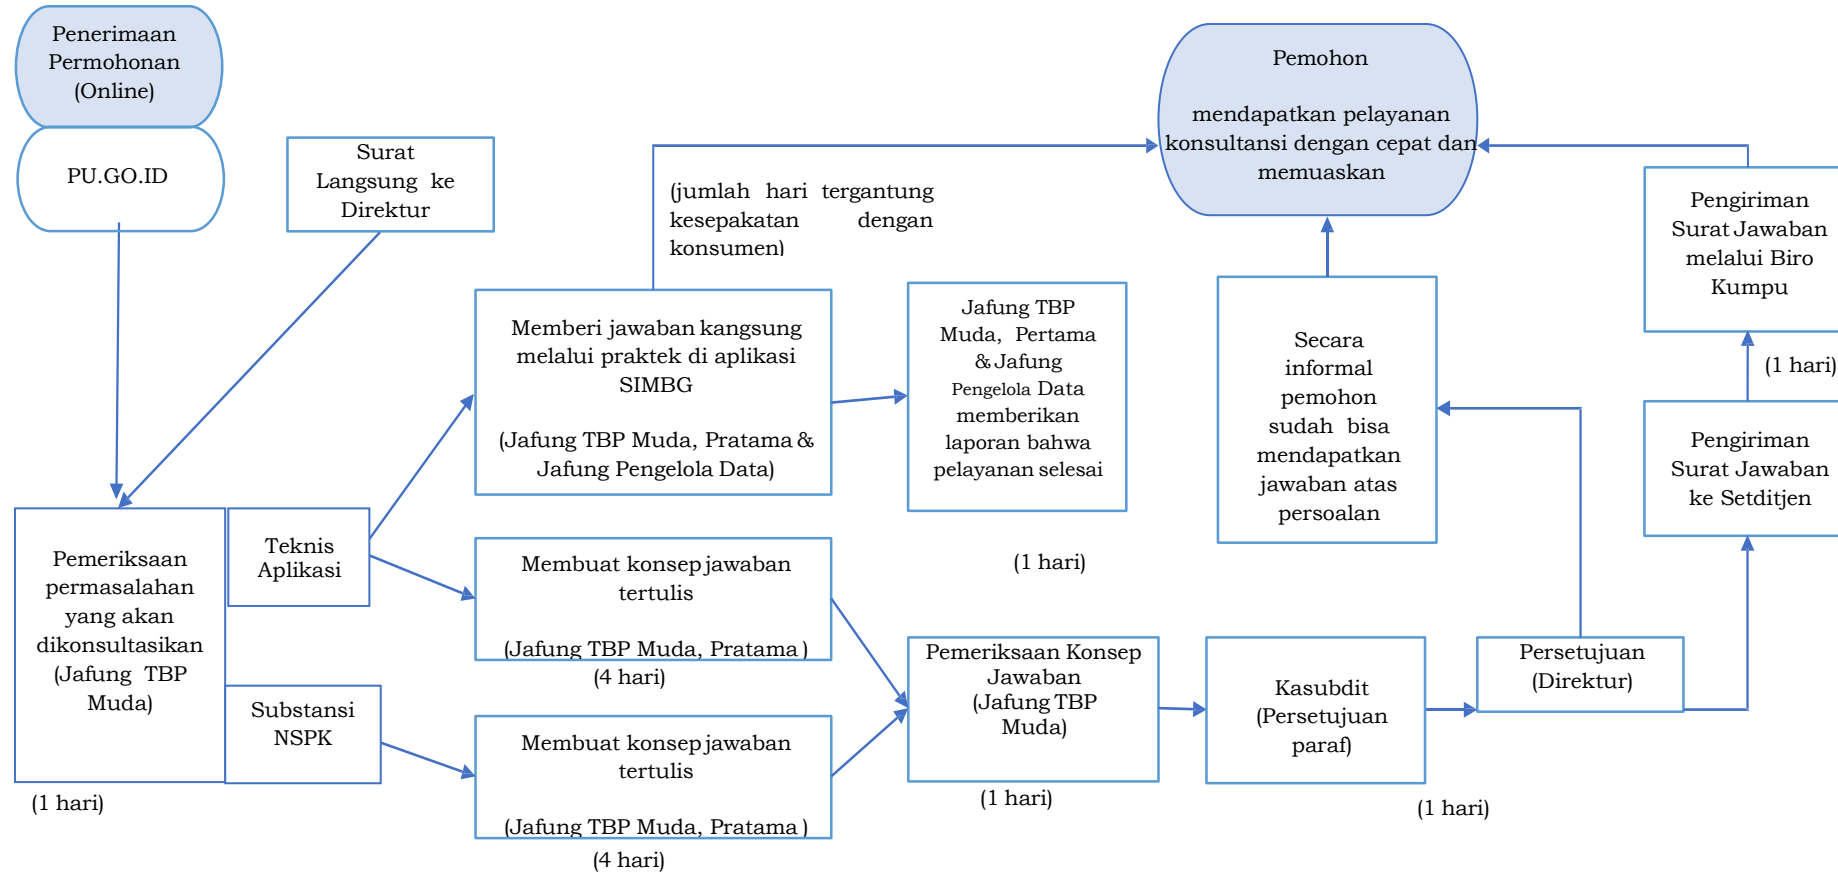 Penerimaan
Permohonan
(Online)
PU.GO.ID
Surat
Langsung ke
Direktur
(jumlah hari tergantung
kesepakatan dengan
konsumen)
Pemohon
mendapatkan pelayanan
konsultansi dengan cepat dan
memuaskan
Pengiriman
Surat Jawaban
melalui Biro
Kumpu
(1 hari)
Memberi jawaban kangsung
melalui praktek di aplikasi
SIMBG
(Jafung TBP Muda, Pratama &
Jafung Pengelola Data)
Jafung TBP
Muda, Pertama
& Jafung
Pengelola Data
memberikan
laporan bahwa
pelayanan selesai
(1 hari)
Secara
informal
pemohon
sudah bisa
mendapatkan
jawaban atas
persoalan
Pengiriman
Surat Jawaban
ke Setditjen
Pemeriksaan
permasalahan
yang akan
dikonsultasikan
(Jafung TBP
Muda)
(1 hari)
Teknis
Aplikasi
Substansi
NSPK
Membuat konsep jawaban
tertulis
(Jafung TBP Muda, Pratama )
(4 hari)
Membuat konsep jawaban
tertulis
(Jafung TBP Muda, Pratama )
(4 hari)
Pemeriksaan Konsep
Jawaban
(Jafung TBP
Muda)
(1 hari)
Kasubdit
(Persetujuan
paraf)
Persetujuan
(Direktur)
(1 hari)